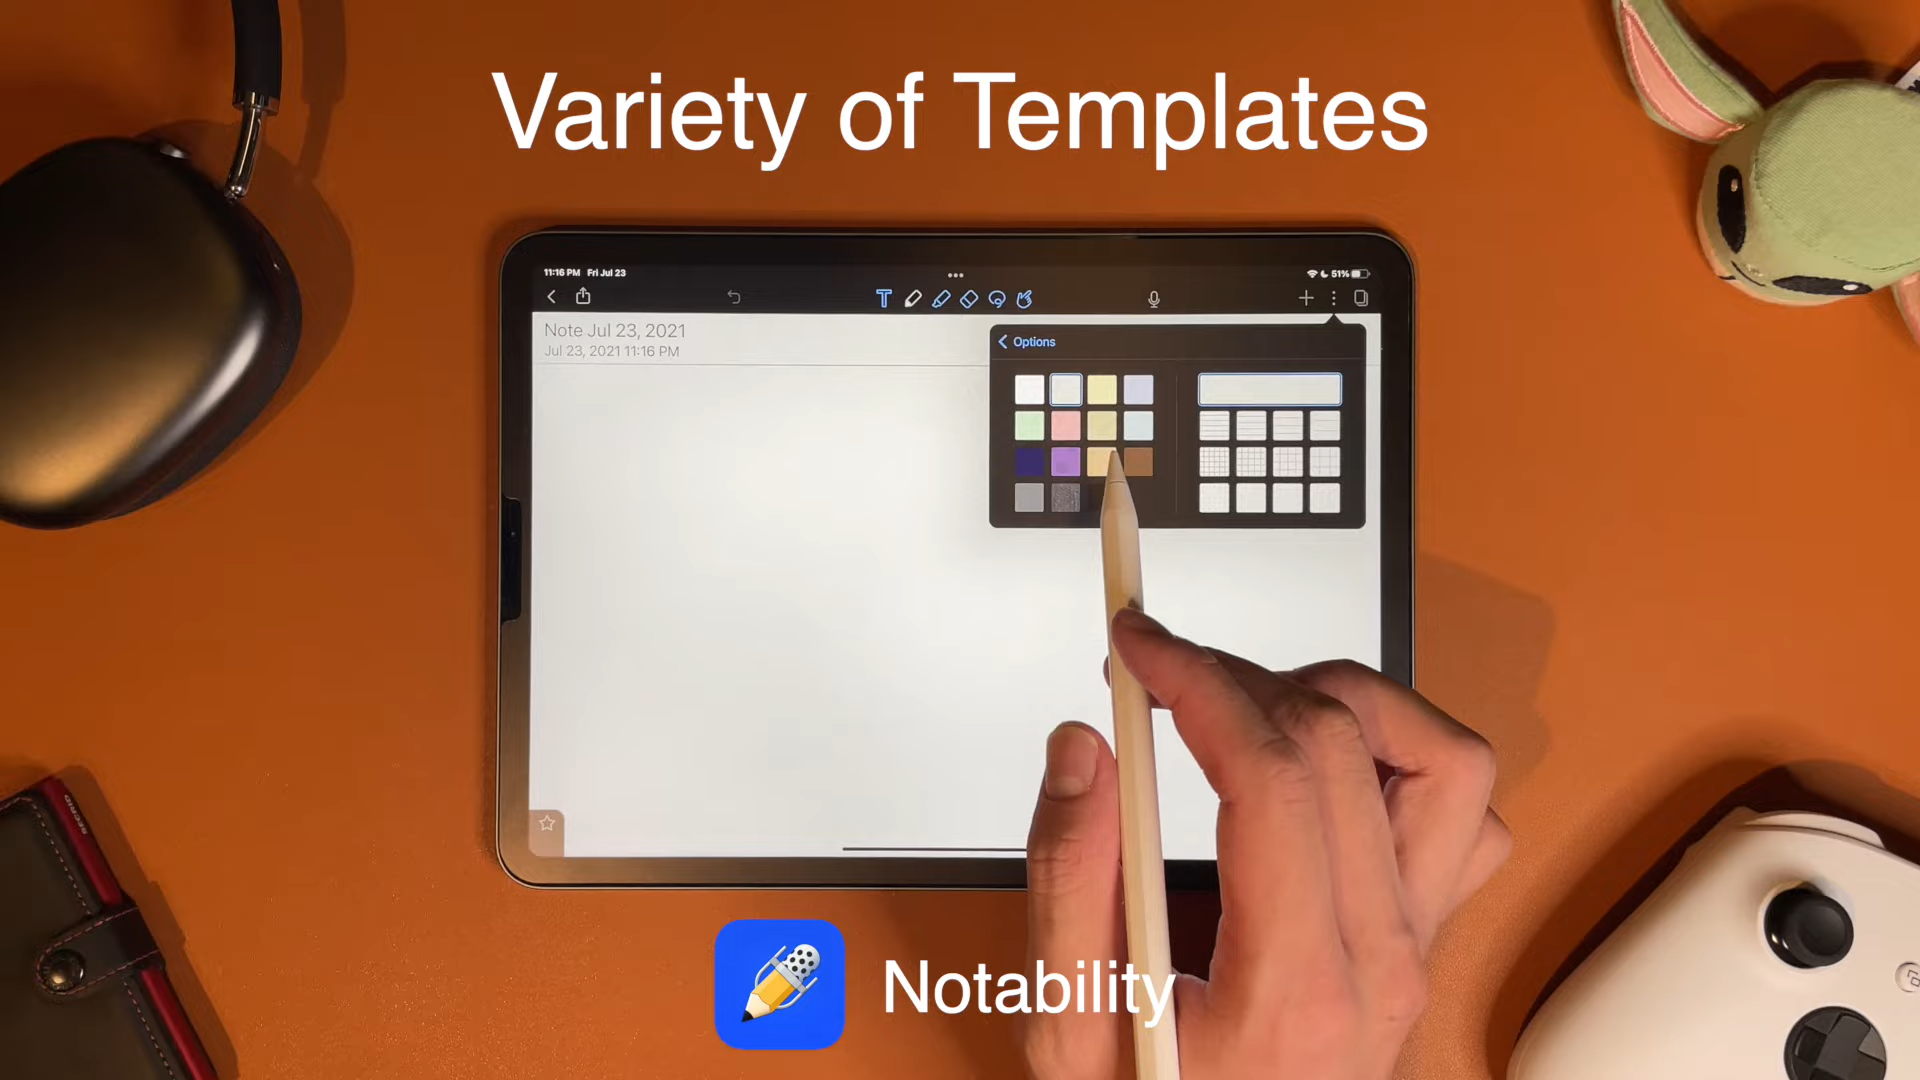 Variety of Templates
11:16 PM Fri Jul 23
51%
T
Note Jul 23, 2021
Jul 23, 2021 11:16 PM
Options
SECRID
Notability